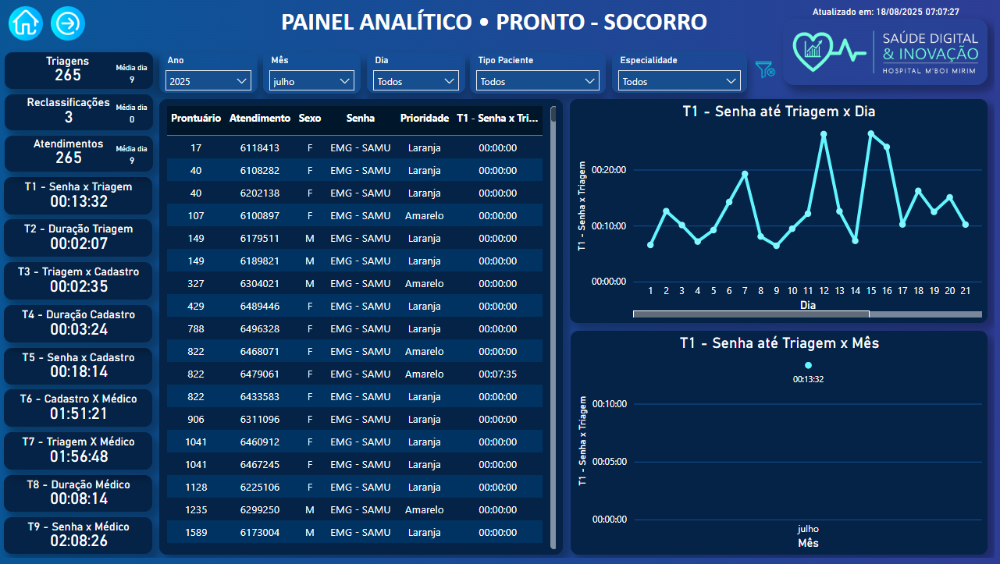 PAINEL ANALÍTICO • PRONTO - SOCORRO
Atualizado em: 18/08/2025 07:07:27
SAÚDE DIGITAL
& INOVAÇÃO
HOSPITAL M'BOI MIRIM
Triagens
265
Média dia
9
Reclassificações
3
Média dia
0
Atendimentos
265
Média dia
9
T1 - Senha x Triagem
00:13:32
T2 - Duração Triagem
00:02:07
T3 - Triagem x Cadastro
00:02:35
T4 - Duração Cadastro
00:03:24
T5 - Senha x Cadastro
00:18:14
T6 - Cadastro X Médico
01:51:21
T7 - Triagem X Médico
01:56:48
T8 - Duração Médico
00:08:14
T9 - Senha x Médico
02:08:26
Ano
2025
Mês
julho
Dia
Todos
Tipo Paciente
Todos
Especialidade
Todos
Prontuário Atendimento Sexo Senha Prioridade T1 - Senha x Tri...
17 6118413 F EMG - SAMU Laranja 00:00:00
40 6108282 F EMG - SAMU Laranja 00:00:00
40 6202138 F EMG - SAMU Laranja 00:00:00
107 6100897 F EMG - SAMU Amarelo 00:00:00
149 6179511 M EMG - SAMU Laranja 00:00:00
149 6189821 M EMG - SAMU Laranja 00:00:00
327 6304021 M EMG - SAMU Amarelo 00:00:00
429 6489446 F EMG - SAMU Laranja 00:00:00
788 6496328 F EMG - SAMU Laranja 00:00:00
822 6468071 F EMG - SAMU Amarelo 00:00:00
822 6479061 F EMG - SAMU Amarelo 00:07:35
822 6433583 F EMG - SAMU Laranja 00:00:00
906 6311096 F EMG - SAMU Laranja 00:00:00
1041 6460912 F EMG - SAMU Laranja 00:00:00
1041 6467245 F EMG - SAMU Laranja 00:00:00
1128 6225106 F EMG - SAMU Laranja 00:00:00
1235 6299250 M EMG - SAMU Amarelo 00:00:00
1589 6173004 M EMG - SAMU Laranja 00:00:00
T1 - Senha até Triagem x Dia
T1 - Senha x Triagem
00:20:00
00:10:00
00:00:00
1 2 3 4 5 6 7 8 9 10 11 12 13 14 15 16 17 18 19 20 21
Dia
T1 - Senha até Triagem x Mês
00:13:32
T1 - Senha x Triagem
00:10:00
00:05:00
00:00:00
julho
Mês